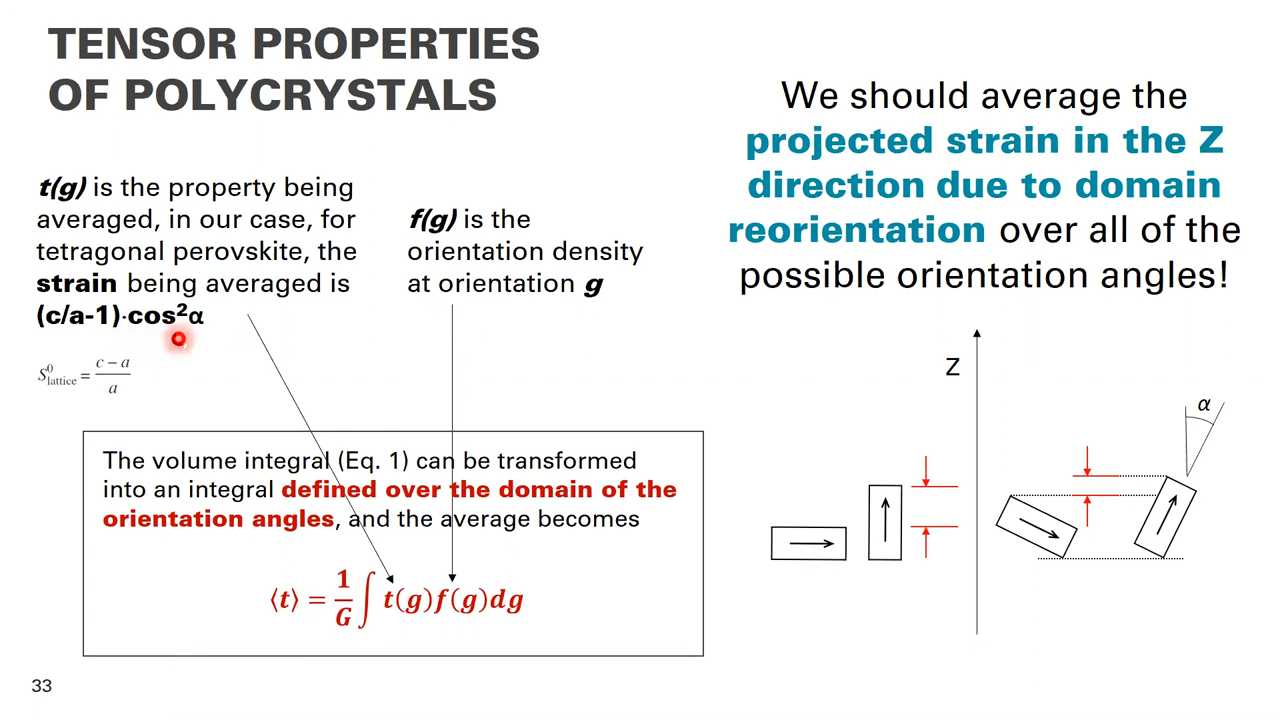 TENSOR PROPERTIES
OF POLYCRYSTALS
t(g) is the property being
averaged, in our case, for
tetragonal perovskite, the
strain being averaged is
(c/a-1)·cos²α
S⁰lattice = (c − a)/a
f(g) is the
orientation density
at orientation g
We should average the
projected strain in the Z
direction due to domain
reorientation over all of the
possible orientation angles!
The volume integral (Eq. 1) can be transformed
into an integral defined over the domain of the
orientation angles, and the average becomes
⟨t⟩ = 1/G ∫ t(g)f(g)dg
Z
α
33